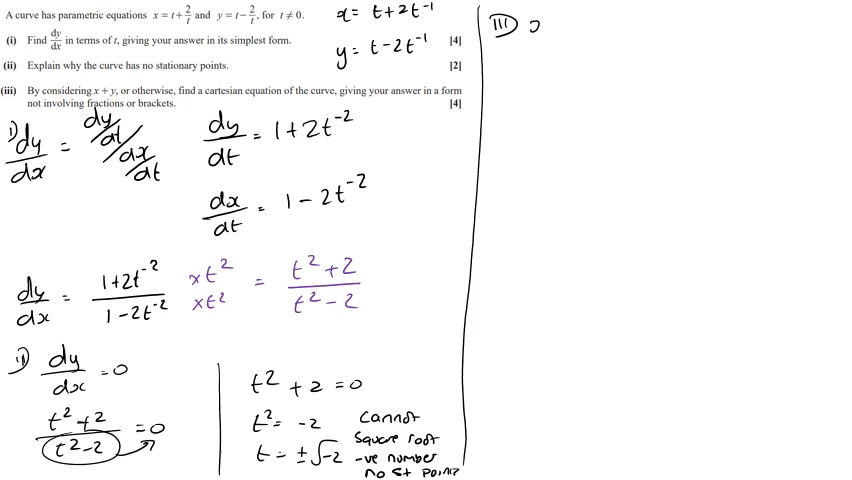 A curve has parametric equations x = t + 2/t and y = t − 2/t, for t ≠ 0.
(i) Find dy/dx in terms of t, giving your answer in its simplest form. [4]
(ii) Explain why the curve has no stationary points. [2]
(iii) By considering x + y, or otherwise, find a cartesian equation of the curve, giving your answer in a form
not involving fractions or brackets. [4]
x = t + 2t⁻¹
y = t − 2t⁻¹
i) dy/dx = dy/dt / dx/dt
dy/dt = 1 + 2t⁻²
dx/dt = 1 − 2t⁻²
dy/dx = (1 + 2t⁻²)/(1 − 2t⁻²) ×t²/×t² = (t² + 2)/(t² − 2)
ii) dy/dx = 0
(t² + 2)/(t² − 2) = 0
t² + 2 = 0
t² = −2
t = ± √−2
Cannot
square root
-ve number
no st point
III)